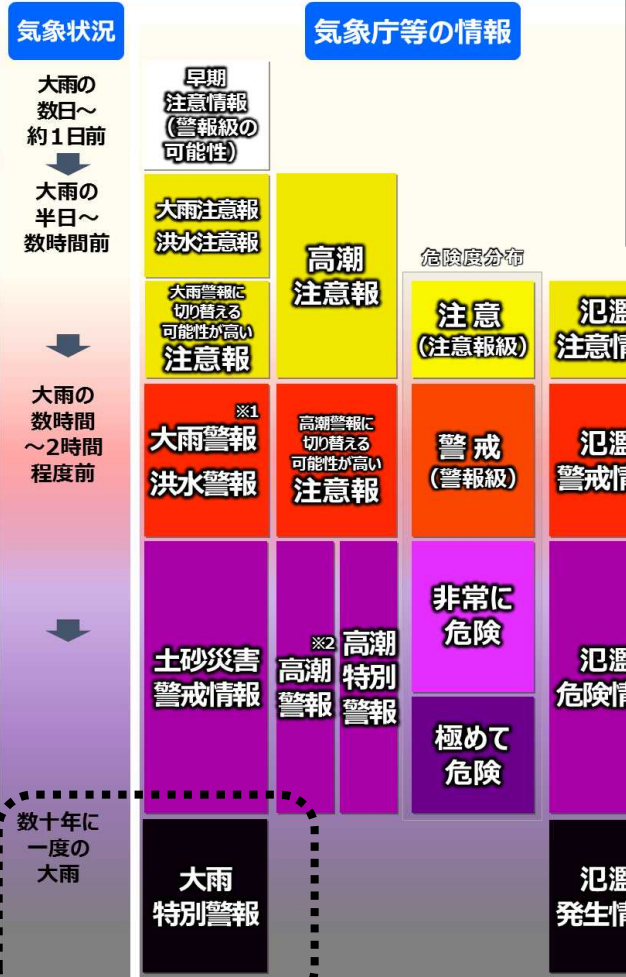 気象状況
気象庁等の情報
大雨の
数日～
約1日前
早期
注意情報
（警報級の
可能性）
大雨の
半日～
数時間前
大雨注意報
洪水注意報
高潮
注意報
危険度分布
大雨警報に
切り替える
可能性が高い
注意報
注意
（注意報級）
氾濫
注意情
大雨の
数時間
～2時間
程度前
※1
大雨警報
洪水警報
高潮警報に
切り替える
可能性が高い
注意報
警戒
（警報級）
氾濫
警戒情
土砂災害
警戒情報
※2
高潮
警報
高潮
特別
警報
非常に
危険
極めて
危険
氾濫
危険情
数十年に
一度の
大雨
大雨
特別警報
氾濫
発生情